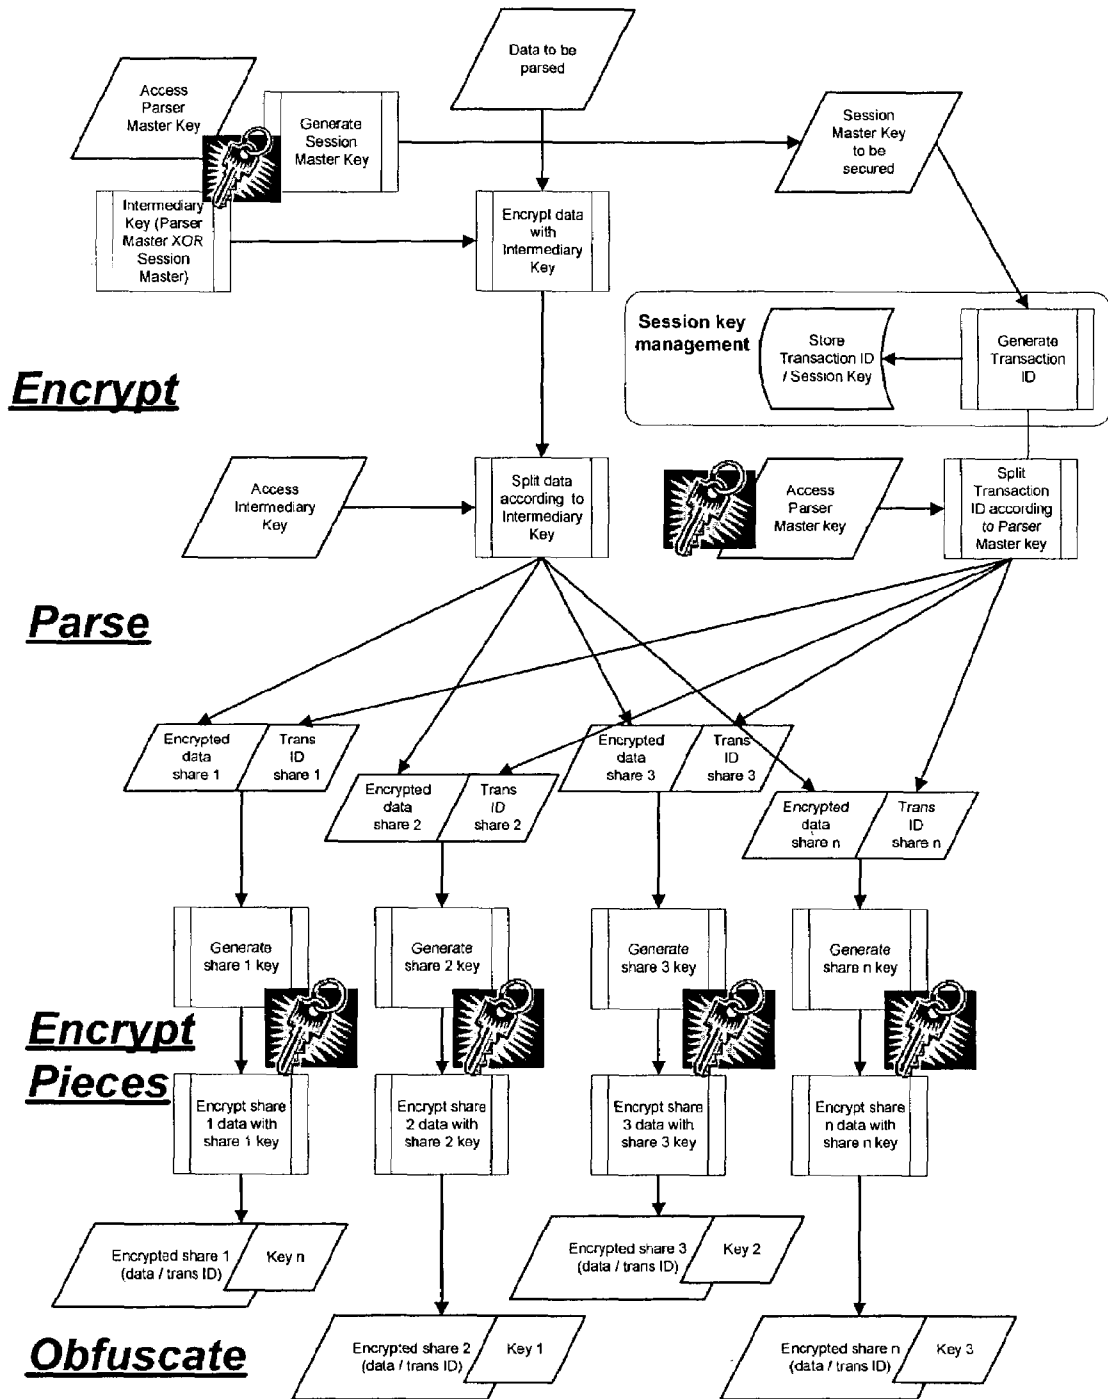 Data to be
parsed
Access
Parser
Master Key
Generate
Session
Master Key
Session
Master Key
to be
secured
Intermediary
Key (Parser
Master XOR
Session
Master)
Encrypt data
with
Intermediary
Key
Session key
management
Store
Transaction ID
/ Session Key
Generate
Transaction
ID
Encrypt
Access
Intermediary
Key
Split data
according to
Intermediary
Key
Access
Parser
Master key
Split
Transaction
ID according
to Parser
Master key
Parse
Encrypted
data
share 1
Trans
ID
share 1
Encrypted
data
share 2
Trans
ID
share 2
Encrypted
data
share 3
Trans
ID
share 3
Encrypted
data
share n
Trans
ID
share n
Generate
share 1 key
Generate
share 2 key
Generate
share 3 key
Generate
share n key
Encrypt
Pieces
Encrypt share
1 data with
share 1 key
Encrypt share
2 data with
share 2 key
Encrypt share
3 data with
share 3 key
Encrypt share
n data with
share n key
Encrypted share 1
(data / trans ID)
Key n
Encrypted share 3
(data / trans ID)
Key 2
Obfuscate
Encrypted share 2
(data / trans ID)
Key 1
Encrypted share n
(data / trans ID)
Key 3